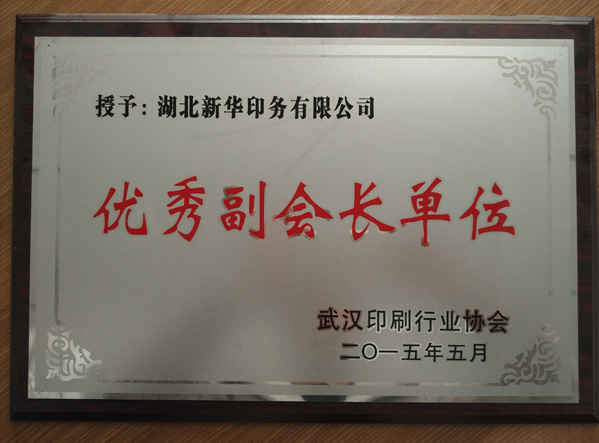 授予：湖北新华印务有限公司
优秀副会长单位
武汉印刷行业协会
二〇一五年五月